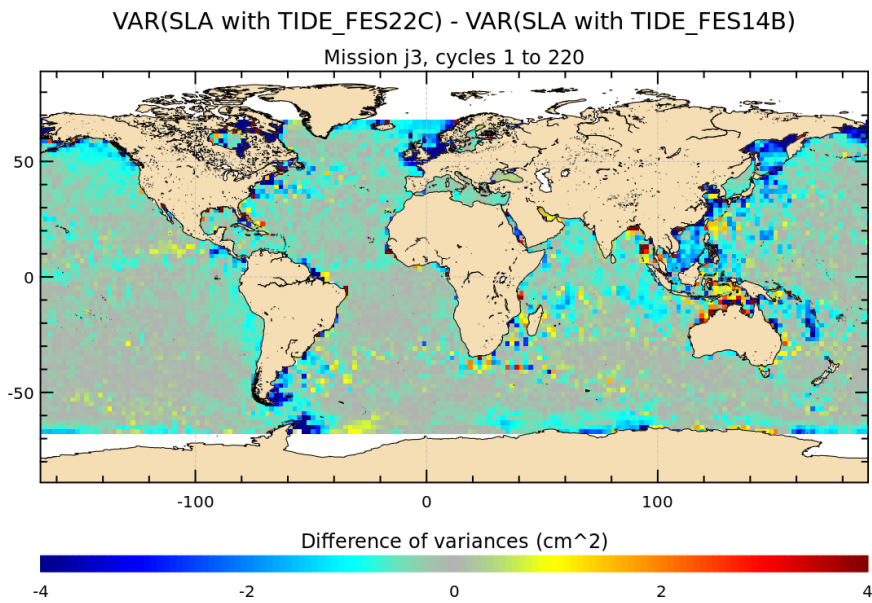 VAR(SLA with TIDE_FES22C) - VAR(SLA with TIDE_FES14B)
Mission j3, cycles 1 to 220
50
0
-50
-100 0 100
Difference of variances (cm^2)
-4 -2 0 2 4